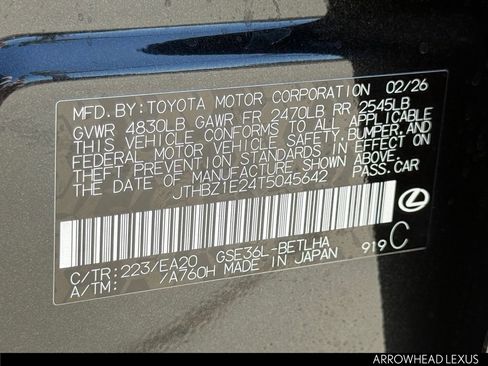 MFD. BY: TOYOTA MOTOR CORPORATION 02/26
GVWR 4830LB GAWR FR 2470LB RR 2545LB
THIS VEHICLE CONFORMS TO ALL APPLICABLE
FEDERAL MOTOR VEHICLE SAFETY, BUMPER, AND
THEFT PREVENTION STANDARDS IN EFFECT ON
THE DATE OF MANUFACTURE SHOWN ABOVE.
JTHBZ1E24T5045642 PASS. CAR
C/TR: 223/EA20 GSE36L-BETLHA
A/TM: /A760H MADE IN JAPAN 919 C
ARROWHEAD LEXUS